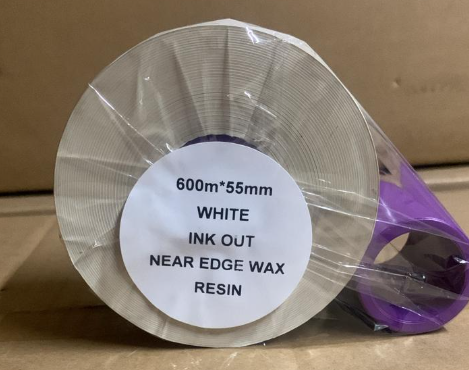 600m*55mm
WHITE
INK OUT
NEAR EDGE WAX
RESIN